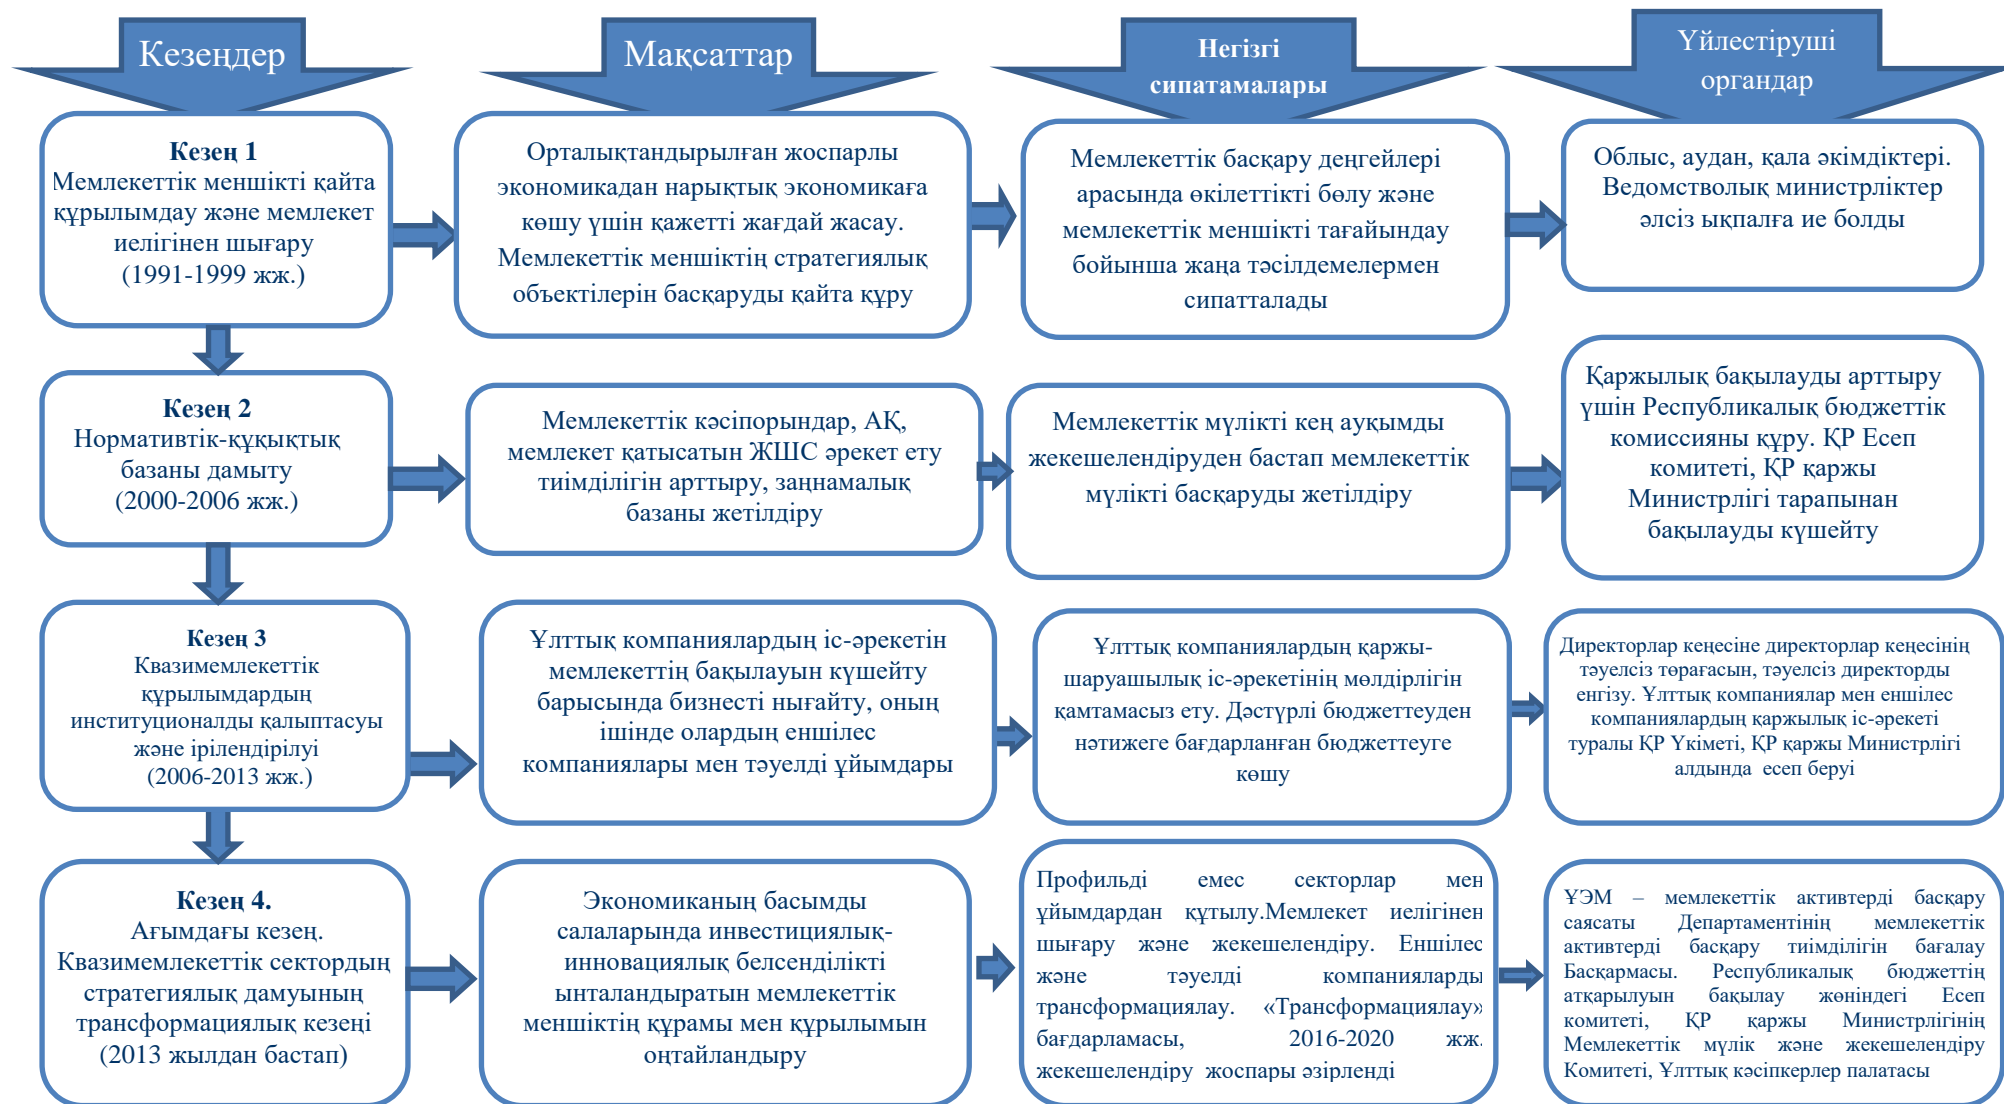 Кезеңдер
Мақсаттар
Негізгі
сипатамалары
Үйлестіруші
органдар
Кезең 1
Мемлекеттік меншікті қайта
құрылымдау және мемлекет
иелігінен шығару
(1991-1999 жж.)
Орталықтандырылған жоспарлы
экономикадан нарықтық экономикаға
көшу үшін қажетті жағдай жасау.
Мемлекеттік меншіктің стратегиялық
объектілерін басқаруды қайта құру
Мемлекеттік басқару деңгейлері
арасында өкілеттікті бөлу және
мемлекеттік меншікті тағайындау
бойынша жаңа тәсілдемелермен
сипатталады
Облыс, аудан, қала әкімдіктері.
Ведомстволық министрліктер
әлсіз ықпалға ие болды
Кезең 2
Нормативтік-құқықтық
базаны дамыту
(2000-2006 жж.)
Мемлекеттік кәсіпорындар, АҚ,
мемлекет қатысатын ЖШС әрекет ету
тиімділігін арттыру, заңнамалық
базаны жетілдіру
Мемлекеттік мүлікті кең ауқымды
жекешелендіруден бастап мемлекеттік
мүлікті басқаруды жетілдіру
Қаржылық бақылауды арттыру
үшін Республикалық бюджеттік
комиссияны құру. ҚР Есеп
комитеті, ҚР қаржы
Министрлігі тарапынан
бақылауды күшейту
Кезең 3
Квазимемлекеттік
құрылымдардың
институционалды қалыптасуы
және ірілендірілуі
(2006-2013 жж.)
Ұлттық компаниялардың іс-әрекетін
мемлекеттің бақылауын күшейту
барысында бизнесті нығайту, оның
ішінде олардың еншілес
компаниялары мен тәуелді ұйымдары
Ұлттық компаниялардың қаржы-
шаруашылық іс-әрекетінің мөлдірлігін
қамтамасыз ету. Дәстүрлі бюджеттеуден
нәтижеге бағдарланған бюджеттеуге
көшу
Директорлар кеңесіне директорлар кеңесінің
тәуелсіз төрағасын, тәуелсіз директорды
енгізу. Ұлттық компаниялар мен еншілес
компаниялардың қаржылық іс-әрекеті
туралы ҚР Үкіметі, ҚР қаржы Министрлігі
алдында есеп беруі
Кезең 4.
Ағымдағы кезең.
Квазимемлекеттік сектордың
стратегиялық дамуының
трансформациялық кезеңі
(2013 жылдан бастап)
Экономиканың басымды
салаларында инвестициялық-
инновациялық белсенділікті
ынталандыратын мемлекеттік
меншіктің құрамы мен құрылымын
оңтайландыру
Профильді емес секторлар мен
ұйымдардан құтылу.Мемлекет иелігінен
шығару және жекешелендіру. Еншілес
және тәуелді компанияларды
трансформациялау. «Трансформациялау»
бағдарламасы, 2016-2020 жж.
жекешелендіру жоспары әзірленді
ҰЭМ – мемлекеттік активтерді басқару
саясаты Департаментінің мемлекеттік
активтерді басқару тиімділігін бағалау
Басқармасы. Республикалық бюджеттің
атқарылуын бақылау жөніндегі Есеп
комитеті, ҚР қаржы Министрлігінің
Мемлекеттік мүлік және жекешелендіру
Комитеті, Ұлттық кәсіпкерлер палатасы